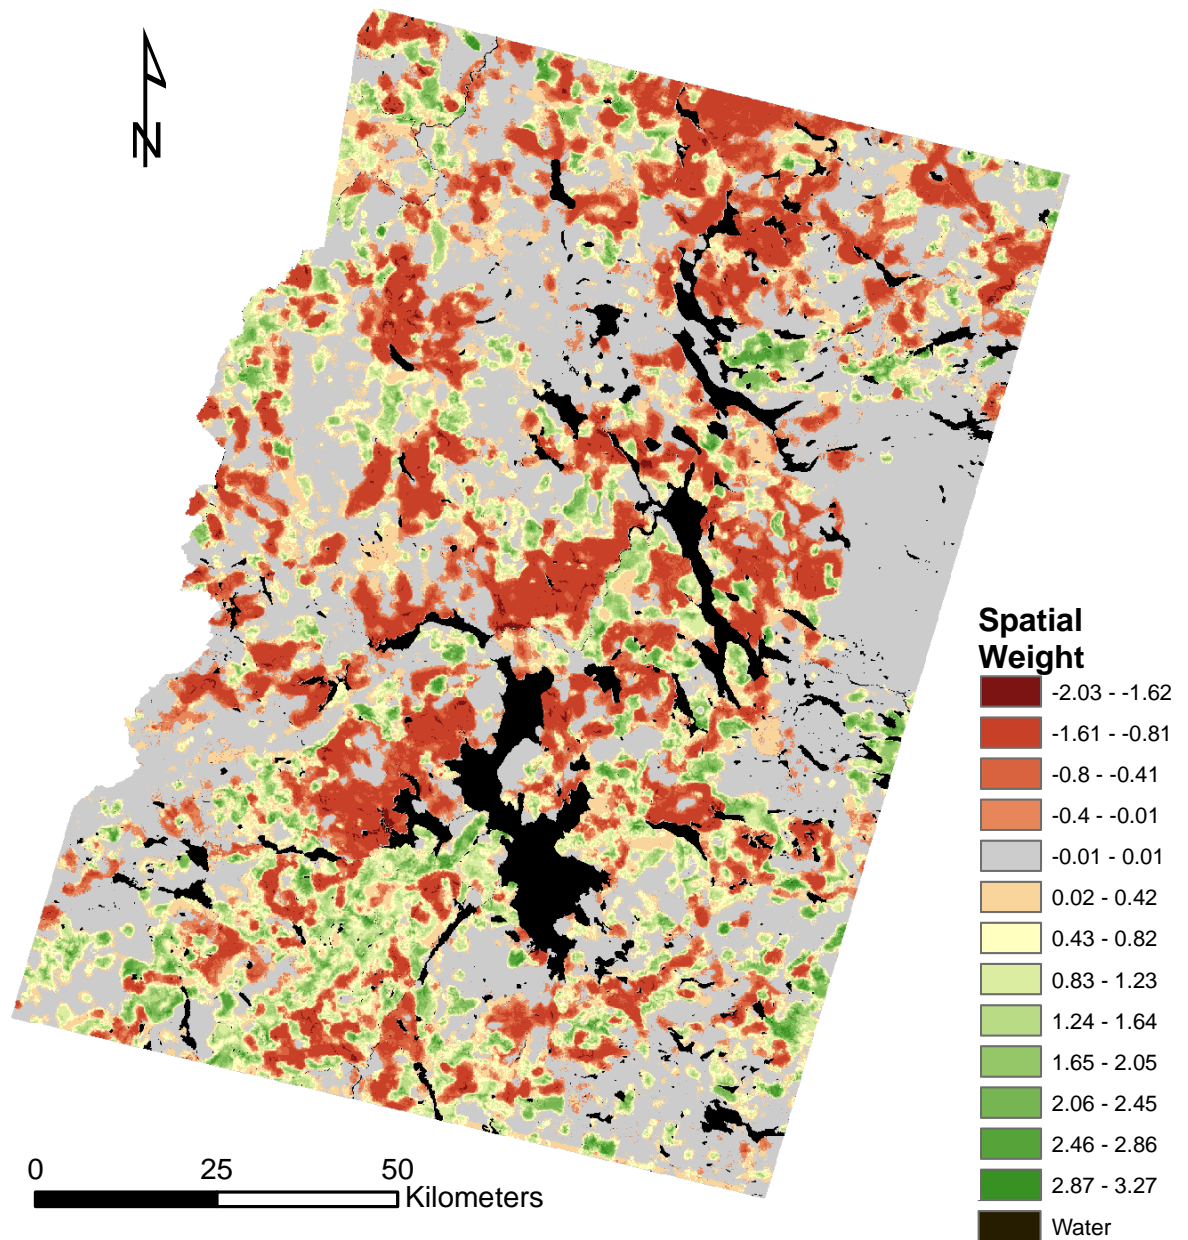 N
Spatial
Weight
-2.03 - -1.62
-1.61 - -0.81
-0.8 - -0.41
-0.4 - -0.01
-0.01 - 0.01
0.02 - 0.42
0.43 - 0.82
0.83 - 1.23
1.24 - 1.64
1.65 - 2.05
2.06 - 2.45
2.46 - 2.86
2.87 - 3.27
Water
0 25 50
Kilometers